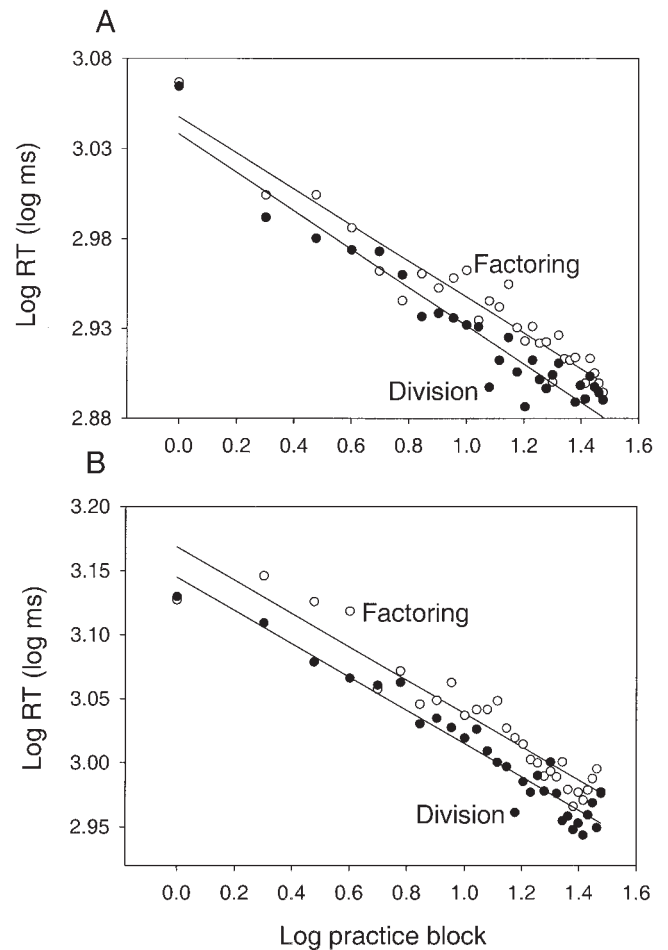 A
3.08
3.03
2.98
2.93
2.88
Log RT (log ms)
Factoring
Division
0.0 0.2 0.4 0.6 0.8 1.0 1.2 1.4 1.6
B
3.20
3.15
3.10
3.05
3.00
2.95
Log RT (log ms)
Factoring
Division
0.0 0.2 0.4 0.6 0.8 1.0 1.2 1.4 1.6
Log practice block